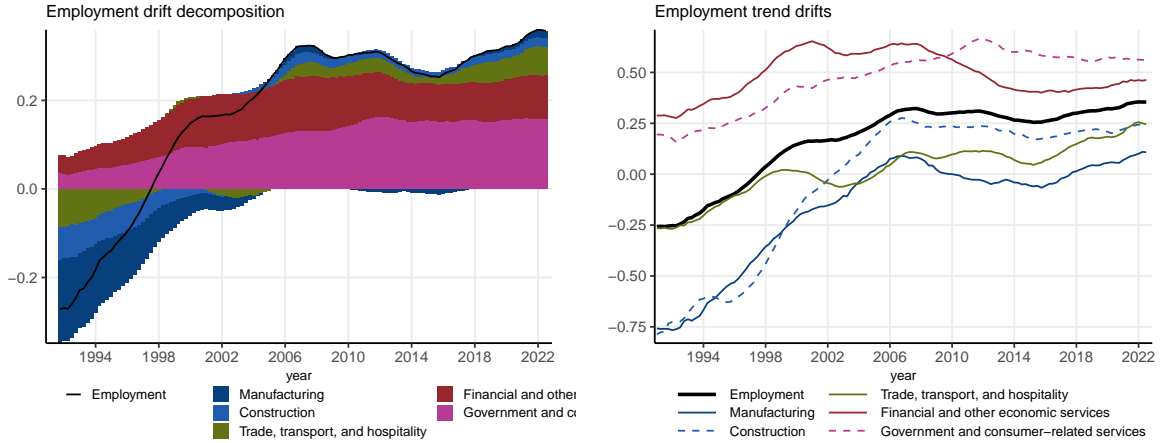 Employment drift decomposition
0.2
0.0
−0.2
1994 1998 2002 2006 2010 2014 2018 2022
year
Employment
Manufacturing
Construction
Trade, transport, and hospitality
Financial and other
Government and co
Employment trend drifts
0.50
0.25
0.00
−0.25
−0.50
−0.75
1994 1998 2002 2006 2010 2014 2018 2022
year
Employment
Manufacturing
Construction
Trade, transport, and hospitality
Financial and other economic services
Government and consumer−related services